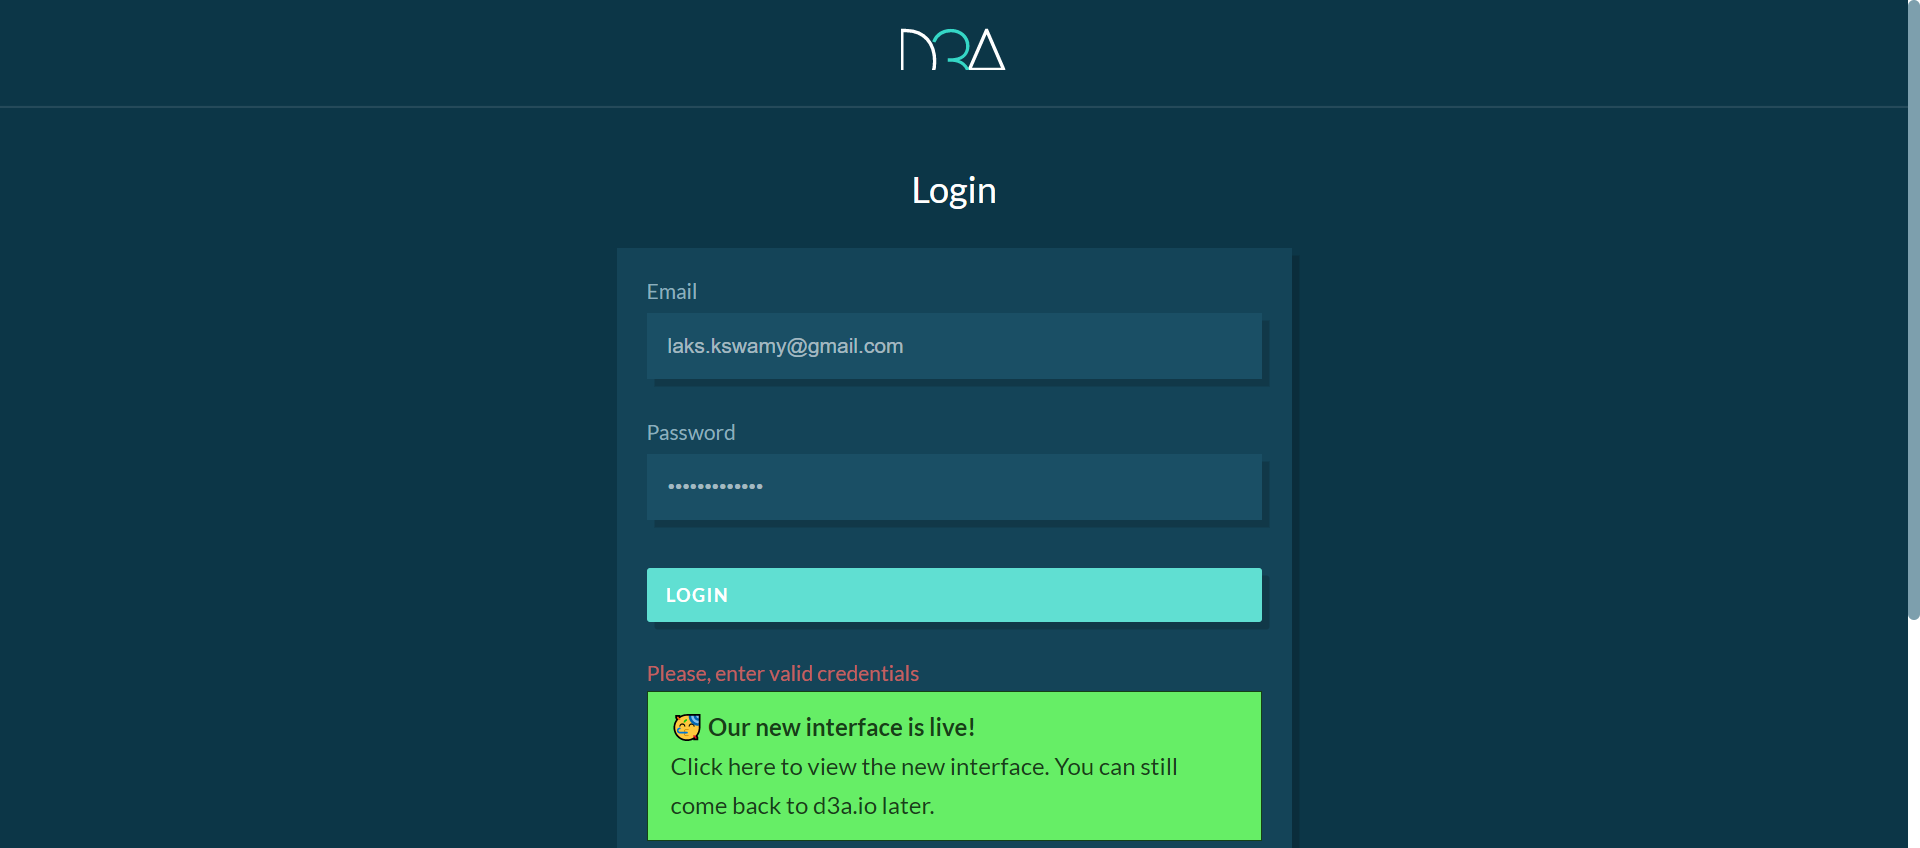 D3A
Login
Email
laks.kswamy@gmail.com
Password
•••••••••••••
LOGIN
Please, enter valid credentials
🥳 Our new interface is live!
Click here to view the new interface. You can still
come back to d3a.io later.